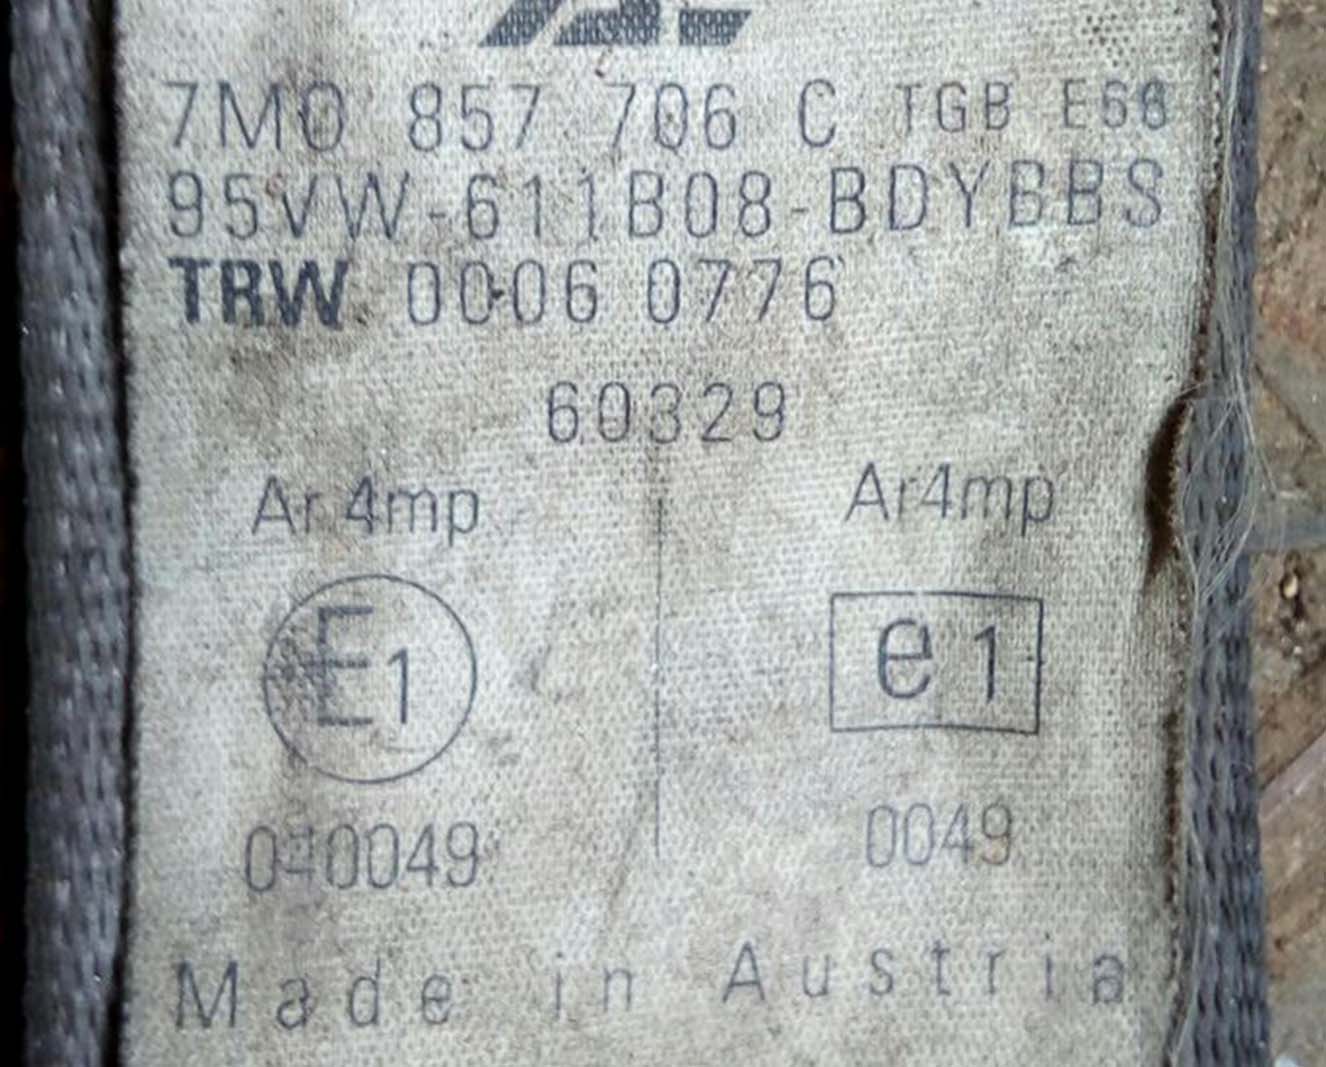 7M0 857 706 C TGB E66
95VW-611B08-BDYBBS
TRW 0006 0776
60329
Ar4mp Ar4mp
E1 e1
040049 0049
Made in Austria